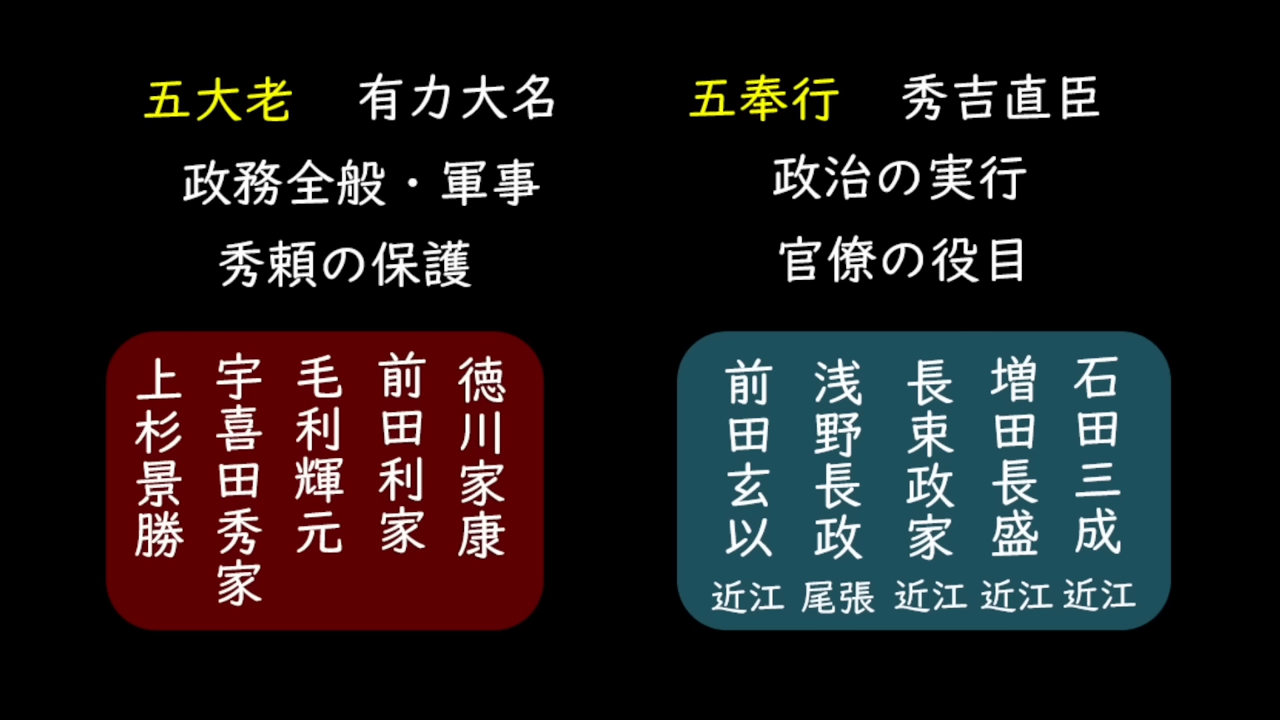 五大老　有力大名
政務全般・軍事
秀頼の保護
徳川家康
前田利家
毛利輝元
宇喜田秀家
上杉景勝
五奉行　秀吉直臣
政治の実行
官僚の役目
石田三成
近江
増田長盛
近江
長束政家
近江
浅野長政
尾張
前田玄以
近江